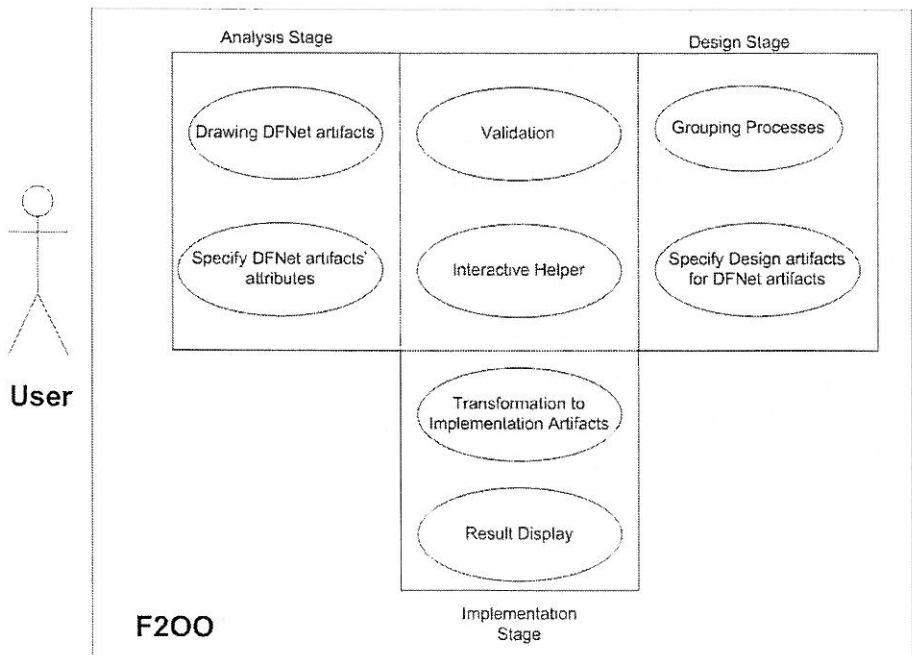 Analysis Stage
Design Stage
Drawing DFNet artifacts
Validation
Grouping Processes
Specify DFNet artifacts'
attributes
Interactive Helper
Specify Design artifacts
for DFNet artifacts
User
Transformation to
Implementation Artifacts
Result Display
F2OO
Implementation
Stage